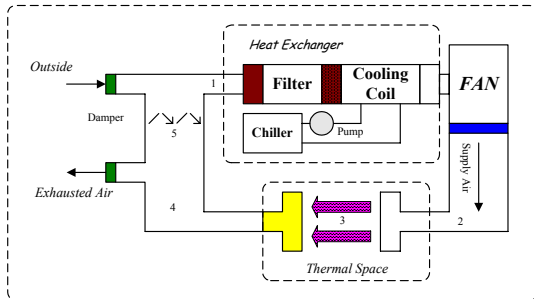 Heat Exchanger
Outside
1
Filter
Cooling
Coil
FAN
Damper
5
Chiller
Pump
Supply Air
Exhausted Air
4
3
2
Thermal Space